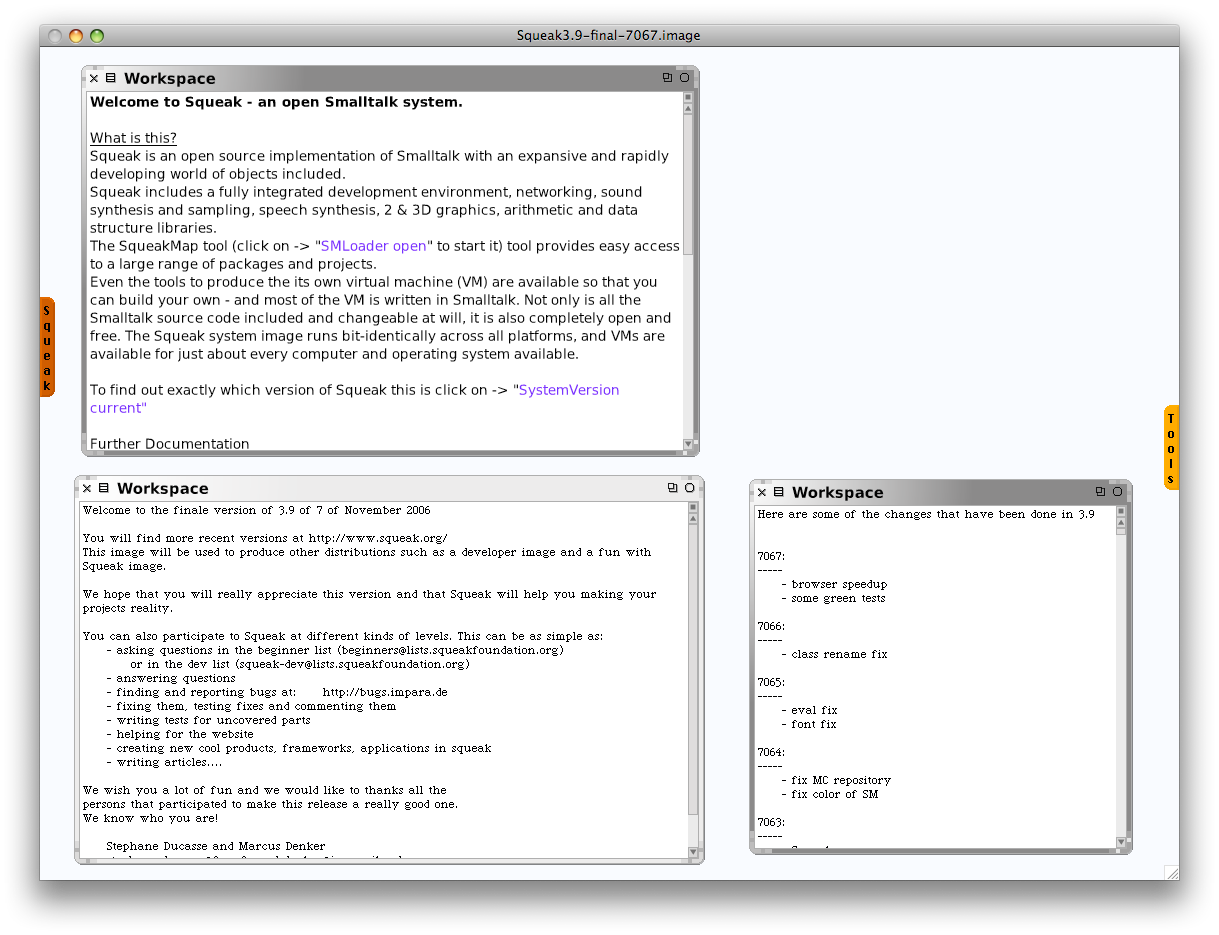 Squeak3.9-final-7067.image
Workspace
Welcome to Squeak - an open Smalltalk system.
What is this?
Squeak is an open source implementation of Smalltalk with an expansive and rapidly
developing world of objects included.
Squeak includes a fully integrated development environment, networking, sound
synthesis and sampling, speech synthesis, 2 & 3D graphics, arithmetic and data
structure libraries.
The SqueakMap tool (click on -> "SMLoader open" to start it) tool provides easy access
to a large range of packages and projects.
Even the tools to produce the its own virtual machine (VM) are available so that you
can build your own - and most of the VM is written in Smalltalk. Not only is all the
Smalltalk source code included and changeable at will, it is also completely open and
free. The Squeak system image runs bit-identically across all platforms, and VMs are
available for just about every computer and operating system available.
To find out exactly which version of Squeak this is click on -> "SystemVersion
current"
Further Documentation
Squeak
Tools
Workspace
Welcome to the finale version of 3.9 of 7 of November 2006
You will find more recent versions at http://www.squeak.org/
This image will be used to produce other distributions such as a developer image and a fun with
Squeak image.
We hope that you will really appreciate this version and that Squeak will help you making your
projects reality.
You can also participate to Squeak at different kinds of levels. This can be as simple as:
- asking questions in the beginner list (beginners@lists.squeakfoundation.org)
or in the dev list (squeak-dev@lists.squeakfoundation.org)
- answering questions
- finding and reporting bugs at: http://bugs.impara.de
- fixing them, testing fixes and commenting them
- writing tests for uncovered parts
- helping for the website
- creating new cool products, frameworks, applications in squeak
- writing articles....
We wish you a lot of fun and we would like to thanks all the
persons that participated to make this release a really good one.
We know who you are!
Stephane Ducasse and Marcus Denker
Workspace
Here are some of the changes that have been done in 3.9
7067:
-----
- browser speedup
- some green tests
7066:
-----
- class rename fix
7065:
-----
- eval fix
- font fix
7064:
-----
- fix MC repository
- fix color of SM
7063:
-----